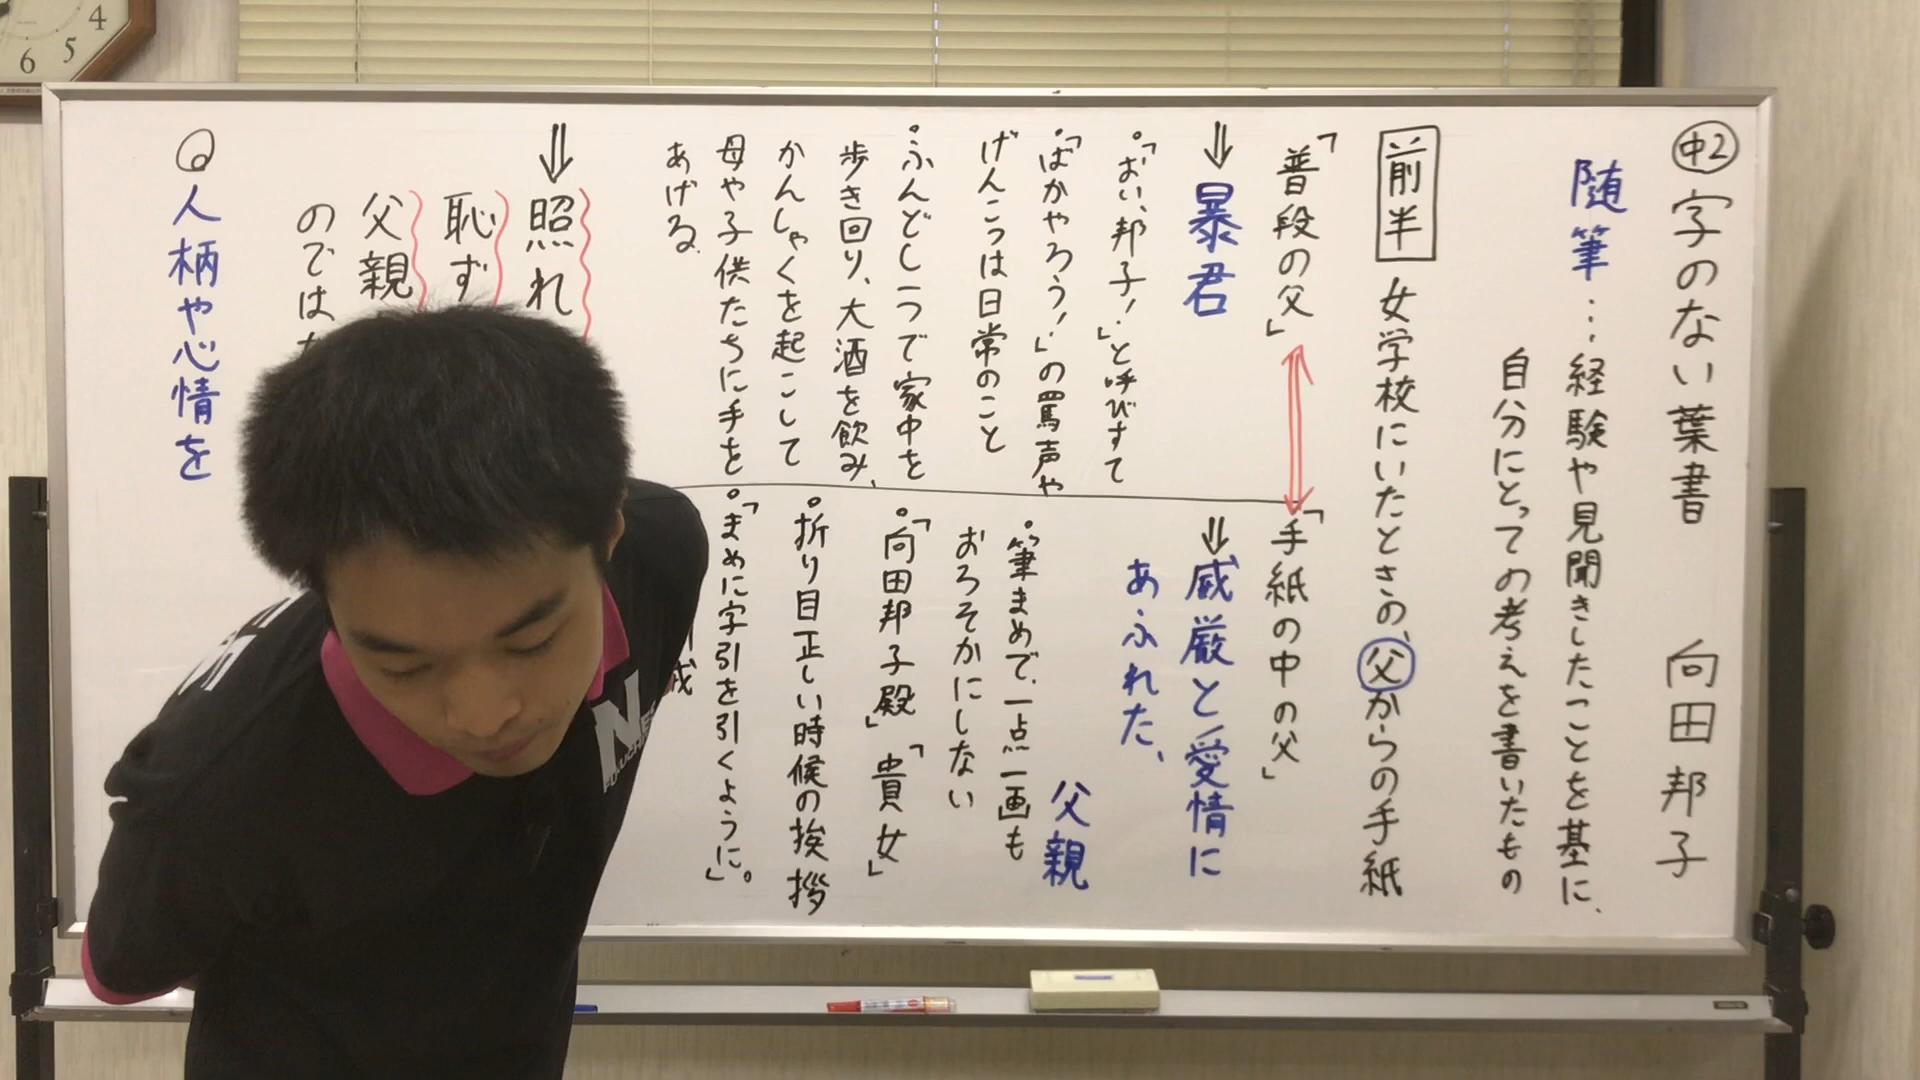 中2 字のない葉書 向田邦子
随筆…経験や見聞きしたことを基に、
自分にとっての考えを書いたもの
前半 女学校にいたときの、父からの手紙
「普段の父」
⇓暴君
・「おい、邦子!」と呼びすて
・「ばかやろう!」の罵声や
げんこつは日常のこと
・ふんどし一つで家中を
歩き回り、大酒を飲み、
かんしゃくを起こして
母や子供たちに手を
あげる。
「手紙の中の父」
⇓威厳と愛情に
あふれた、
父親
・筆まめで、一点一画も
おろそかにしない
・「向田邦子殿」「貴女」
・折り目正しい時候の挨拶
・「まめに字引を引くように。」
⇓照れ
恥ず
父親
のでは
Q人柄や心情を
4
5
6
N